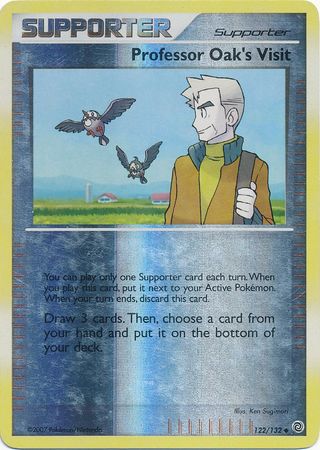 SUPPORTER
Supporter
Professor Oak's Visit
You can play only one Supporter card each turn. When
you play this card, put it next to your Active Pokémon.
When your turn ends, discard this card.
Draw 3 cards. Then, choose a card from
your hand and put it on the bottom of
your deck.
Illus. Ken Sugimori
©2007 Pokémon/Nintendo
122/132 ◆